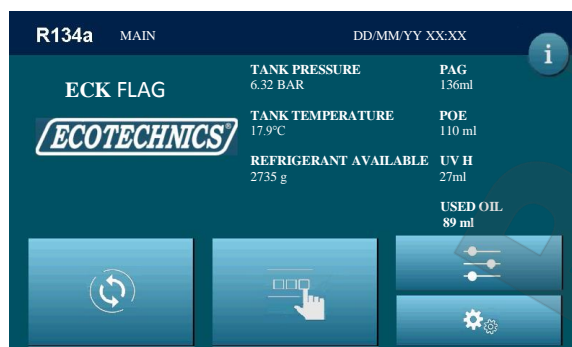 R134a MAIN DD/MM/YY XX:XX
i
ECK FLAG
ECOTECHNICS®
TANK PRESSURE
6.32 BAR
TANK TEMPERATURE
17.9°C
REFRIGERANT AVAILABLE
2735 g
PAG
136ml
POE
110 ml
UV H
27ml
USED OIL
89 ml